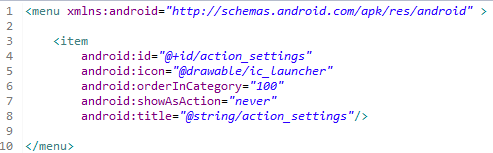 1 <menu xmlns:android="http://schemas.android.com/apk/res/android" >
2
3     <item
4         android:id="@+id/action_settings"
5         android:icon="@drawable/ic_launcher"
6         android:orderInCategory="100"
7         android:showAsAction="never"
8         android:title="@string/action_settings"/>
9
10 </menu>